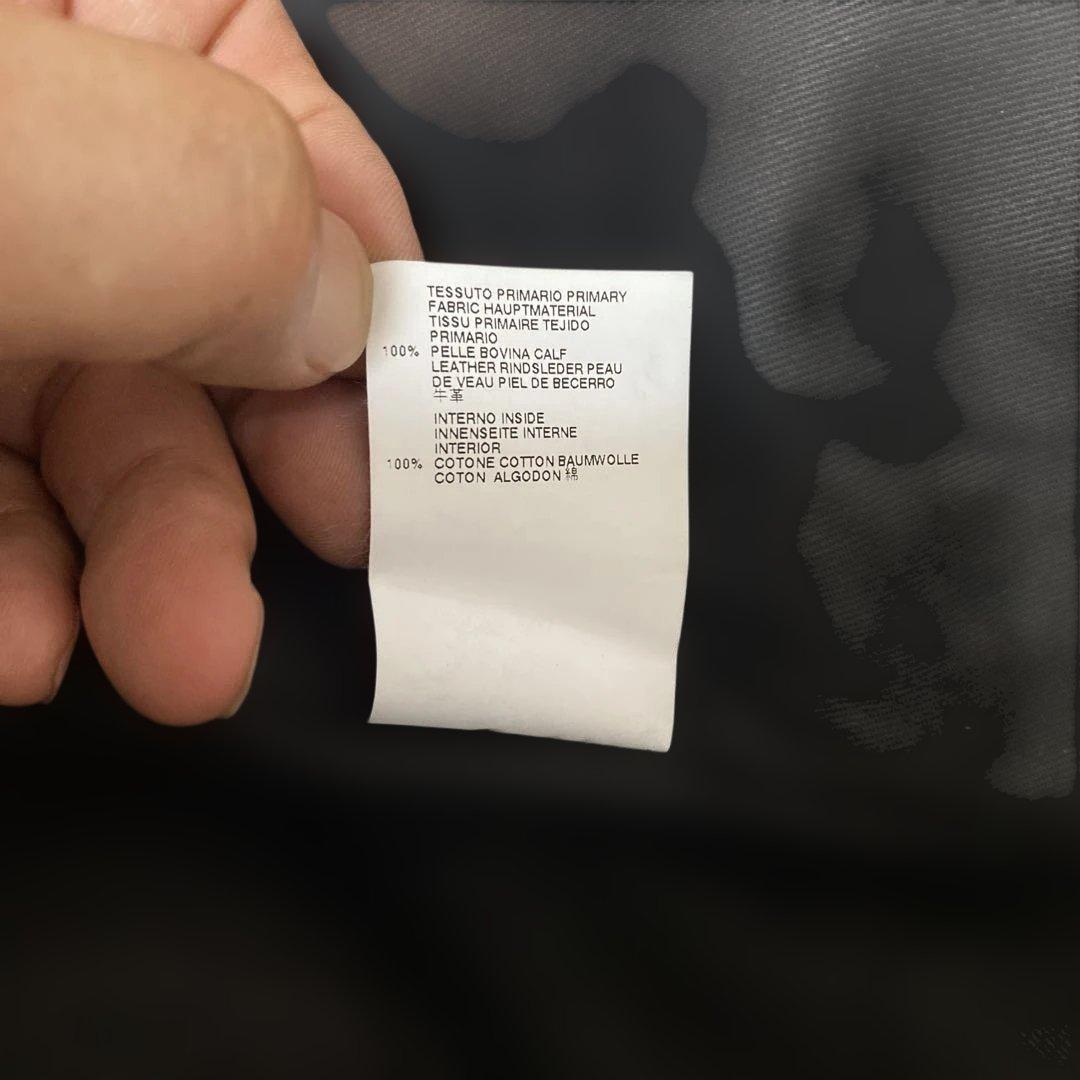 TESSUTO PRIMARIO PRIMARY
FABRIC HAUPTMATERIAL
TISSU PRIMAIRE TEJIDO
PRIMARIO
100% PELLE BOVINA CALF
LEATHER RINDSLEDER PEAU
DE VEAU PIEL DE BECERRO
牛革
INTERNO INSIDE
INNENSEITE INTERNE
INTERIOR
100% COTONE COTTON BAUMWOLLE
COTON ALGODON 綿